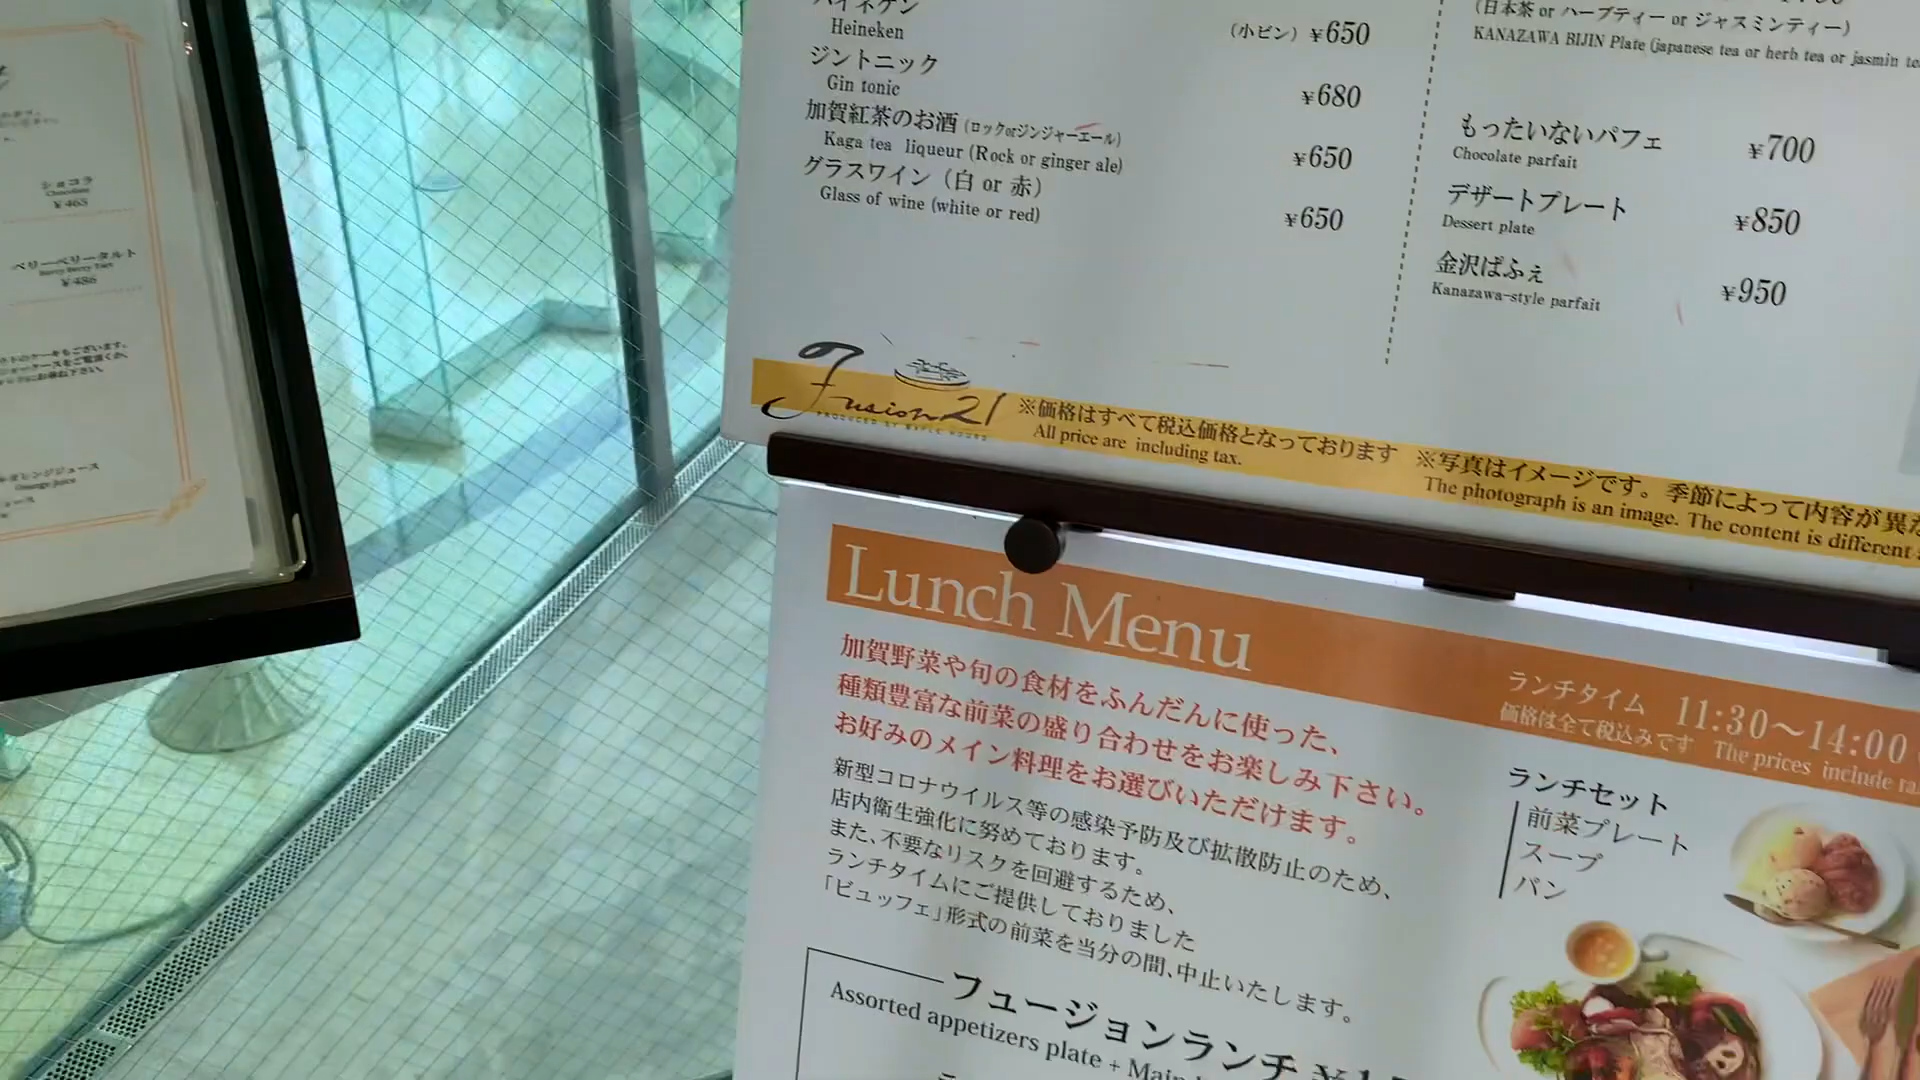 ショコラ
Chocolate
¥465
ベリーベリータルト
Berry Berry Tart
¥486
オレンジジュース
Orange juice
ハイネケン
Heineken
(小ビン) ¥650
ジントニック
Gin tonic
¥680
加賀紅茶のお酒 (ロックorジンジャーエール)
Kaga tea liqueur (Rock or ginger ale)
¥650
グラスワイン (白 or 赤)
Glass of wine (white or red)
¥650
(日本茶 or ハーブティー or ジャスミンティー)
KANAZAWA BIJIN Plate (japanese tea or herb tea or jasmin
もったいないパフェ
Chocolate parfait
¥700
デザートプレート
Dessert plate
¥850
金沢ぱふぇ
Kanazawa-style parfait
¥950
Fusion21
※価格はすべて税込価格となっております ※写真はイメージです。季節によって内容が異な
All price are including tax.
The photograph is an image. The content is different
Lunch Menu
ランチタイム 11:30～14:00
価格は全て税込みです The prices include
加賀野菜や旬の食材をふんだんに使った、
種類豊富な前菜の盛り合わせをお楽しみ下さい。
お好みのメイン料理をお選びいただけます。
新型コロナウイルス等の感染予防及び拡散防止のため、
店内衛生強化に努めております。
また、不要なリスクを回避するため、
ランチタイムにご提供しておりました
「ビュッフェ」形式の前菜を当分の間、中止いたします。
ランチセット
前菜プレート
スープ
パン
フュージョンランチ
Assorted appetizers plate + Main